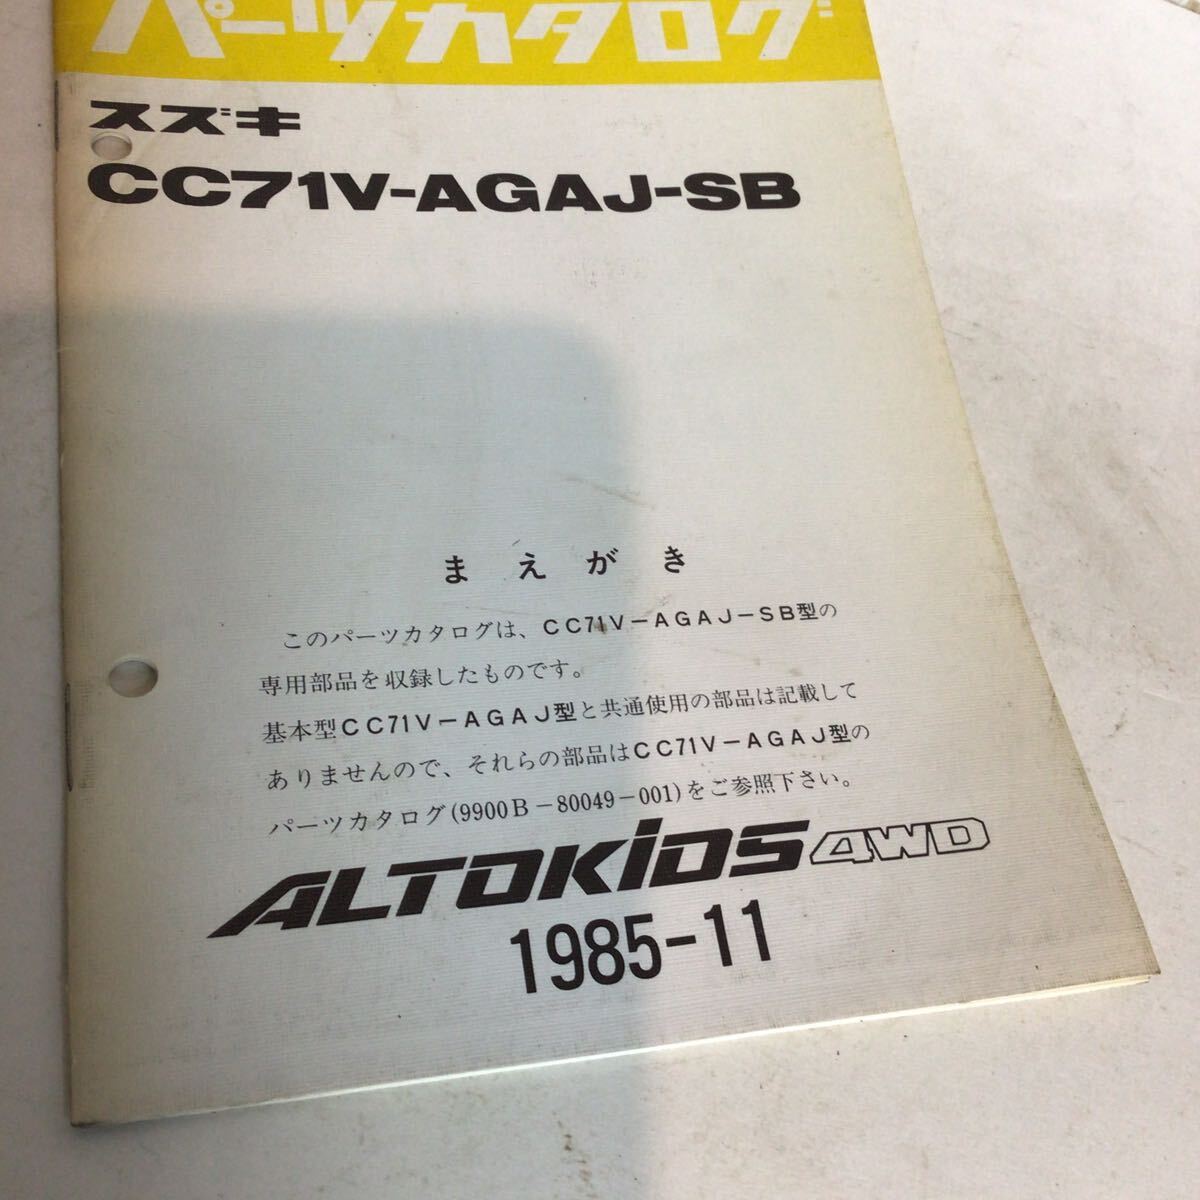 パーツカタログ
スズキ
CC71V-AGAJ-SB
まえがき
このパーツカタログは、CC71V-AGAJ-SB型の
専用部品を収録したものです。
基本型CC71V-AGAJ型と共通使用の部品は記載して
ありませんので、それらの部品はCC71V-AGAJ型の
パーツカタログ(9900B-80049-001)をご参照下さい。
ALTOKiDS 4WD
1985-11